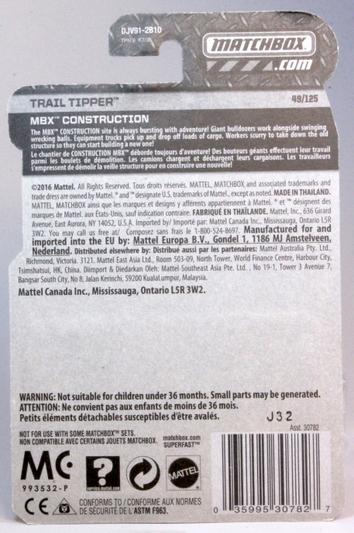 DJV91-2B10
MATCHBOX
.com
TRAIL TIPPER™
49/125
MBX™ CONSTRUCTION
The MBX™ CONSTRUCTION site is always bursting with adventure! Giant bulldozers work alongside swinging
wrecking balls. Equipment trucks pick up and drop off loads of cargo. Workers scurry to take down the old
structure so they can start building a new one!
Le chantier de CONSTRUCTION MBX™ déborde toujours d'aventure! Des bouteurs géants effectuent leur travail
parmi les boulets de démolition. Les camions chargent et déchargent leurs cargaisons. Les travailleurs
s'empressent de démolir la veille structure pour en construire une nouvelle!
©2016 Mattel. All Rights Reserved. Tous droits réservés. MATTEL, MATCHBOX and associated trademarks and
trade dress are owned by Mattel. ® and ™ designate U.S. trademarks of Mattel, except as noted. MADE IN THAILAND.
MATTEL, MATCHBOX ainsi que les marques et designs y afférents appartiennent à Mattel. ® et ™ désignent des
marques de Mattel. aux États-Unis, sauf indication contraire. FABRIQUÉ EN THAÏLANDE. Mattel, Inc., 636 Girard
Avenue, East Aurora, NY 14052, U.S.A. Imported by/ Importé par: Mattel Canada Inc., Mississauga, Ontario L5R
3W2. You may call us free at/ Composez sans frais le 1-800-524-8697. Manufactured for and
imported into the EU by: Mattel Europa B.V., Gondel 1, 1186 MJ Amstelveen,
Nederland. Distributed elsewhere by: Distribué ailleurs par les partenaires: Mattel Australia Pty. Ltd.,
Richmond, Victoria. 3121. Mattel East Asia Ltd., Room 503-09, North Tower, World Finance Centre, Harbour City,
Tsimshatsui, HK, China. Diimport & Diedarkan Oleh: Mattel Southeast Asia Pte. Ltd. , No 19-1, Tower 3 Avenue 7,
Bangsar South City, No 8, Jalan Kerinchi, 59200 Kuala Lumpur, Malaysia.
Mattel Canada Inc., Mississauga, Ontario L5R 3W2.
WARNING: Not suitable for children under 36 months. Small parts may be generated.
ATTENTION: Ne convient pas aux enfants de moins de 36 mois.
Petits éléments détachables susceptibles d'être avalés.
J32
Asst. 30782
NOT FOR USE WITH SOME MATCHBOX™ SETS.
NON COMPATIBLE AVEC CERTAINS JOUETS MATCHBOX.
matchbox.com
SUPERFAST™
MC
993532-P
?
MATTEL
CE
CONFORMS TO / CONFORME AUX NORMES
DE SÉCURITÉ DE L'ASTM F963.
0 35995 30782 7